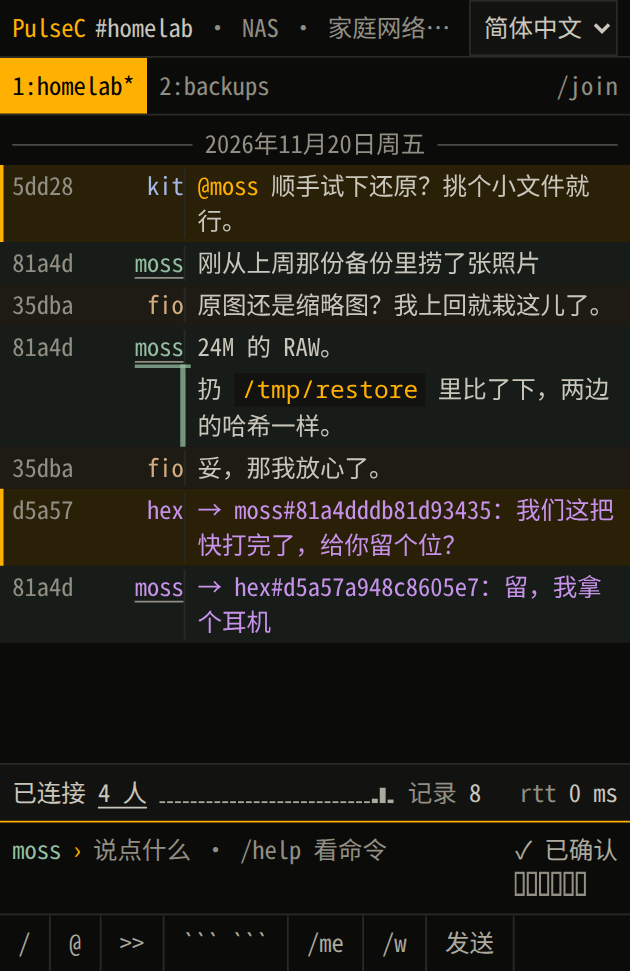 PulseC #homelab · NAS · 家庭网络… 简体中文
1:homelab* 2:backups /join
2026年11月20日周五
5dd28 kit @moss 顺手试下还原？挑个小文件就
行。
81a4d moss 刚从上周那份备份里捞了张照片
35dba fio 原图还是缩略图？我上回就栽这儿了。
81a4d moss 24M 的 RAW。
扔 /tmp/restore 里比了下，两边
的哈希一样。
35dba fio 妥，那我放心了。
d5a57 hex → moss#81a4dddb81d93435: 我们这把
快打完了，给你留个位？
81a4d moss → hex#d5a57a948c8605e7: 留，我拿
个耳机
已连接 4 人 记录 8 rtt 0 ms
moss › 说点什么 · /help 看命令 ✓ 已确认
/ @ >> ``` ``` /me /w 发送